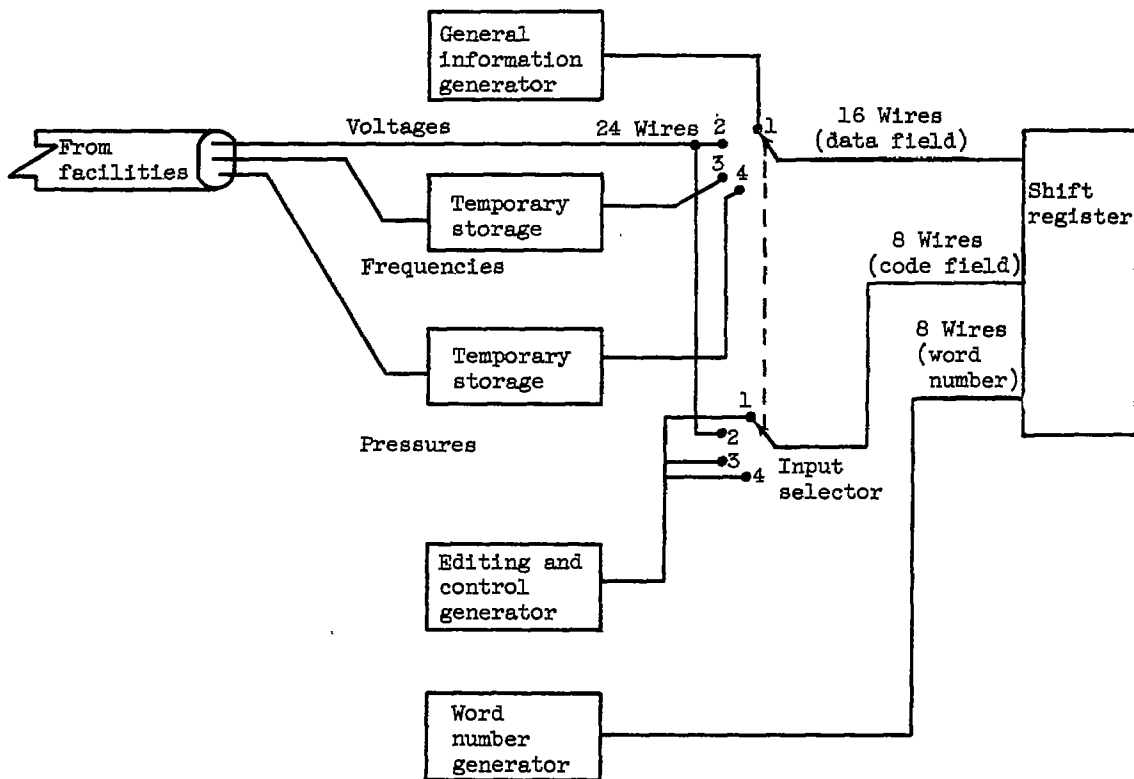 General
information
generator
Voltages
24 Wires
2
1
16 Wires
(data field)
From
facilities
3
4
Temporary
storage
Shift
register
Frequencies
8 Wires
(code field)
Temporary
storage
8 Wires
(word
number)
1
Pressures
2
3
4
Input
selector
Editing and
control
generator
Word
number generator